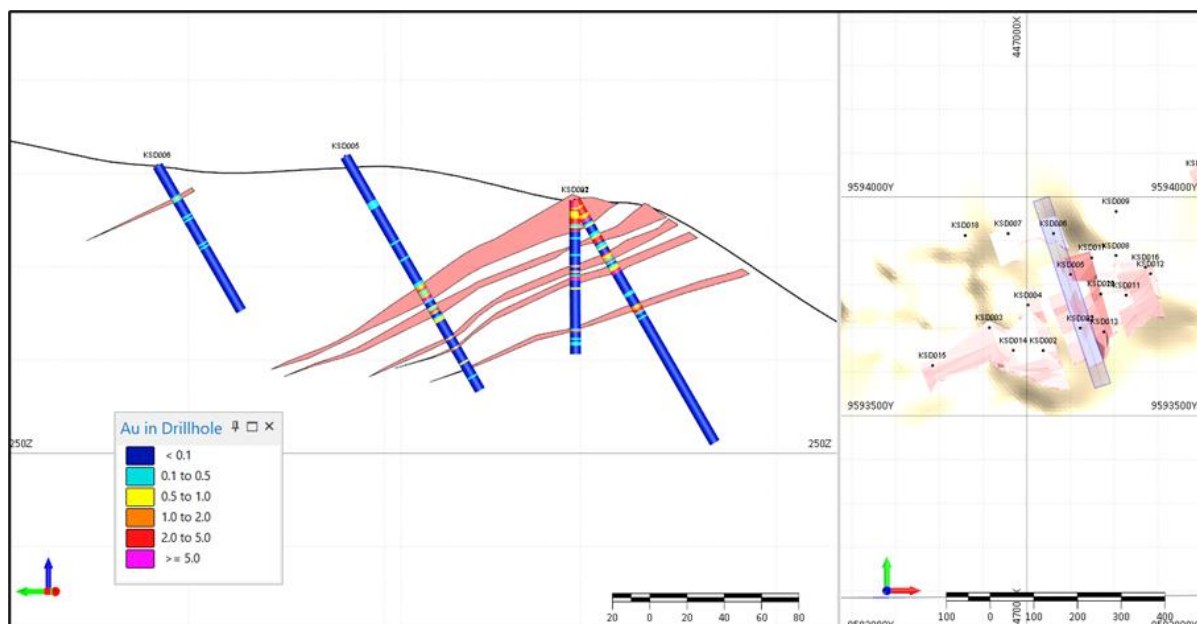 KSD006
KSD005
250Z
250Z
Au in Drillhole
< 0.1
0.1 to 0.5
0.5 to 1.0
1.0 to 2.0
2.0 to 5.0
>= 5.0
20 0 20 40 60 80
447000X
9594000Y
9594000Y
KSD009
KSD018
KSD007
KSD006
KSD008
KSD016
KSD012
KSD005
KSD011
KSD004
KSD003
KSD013
KSD014
KSD002
KSD015
9593500Y
9593500Y
100 0 100 200 300 400